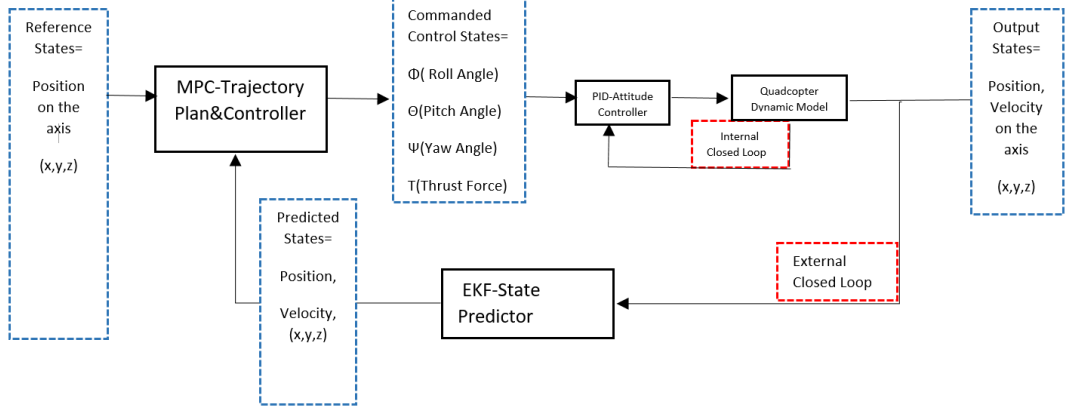 Reference
States=
Position
on the
axis
(x,y,z)
MPC-Trajectory
Plan&Controller
Commanded
Control States=
Φ( Roll Angle)
Θ(Pitch Angle)
Ψ(Yaw Angle)
T(Thrust Force)
PID-Attitude
Controller
Quadcopter
Dynamic Model
Internal
Closed Loop
Output
States=
Position,
Velocity
on the
axis
(x,y,z)
Predicted
States=
Position,
Velocity,
(x,y,z)
EKF-State
Predictor
External
Closed Loop